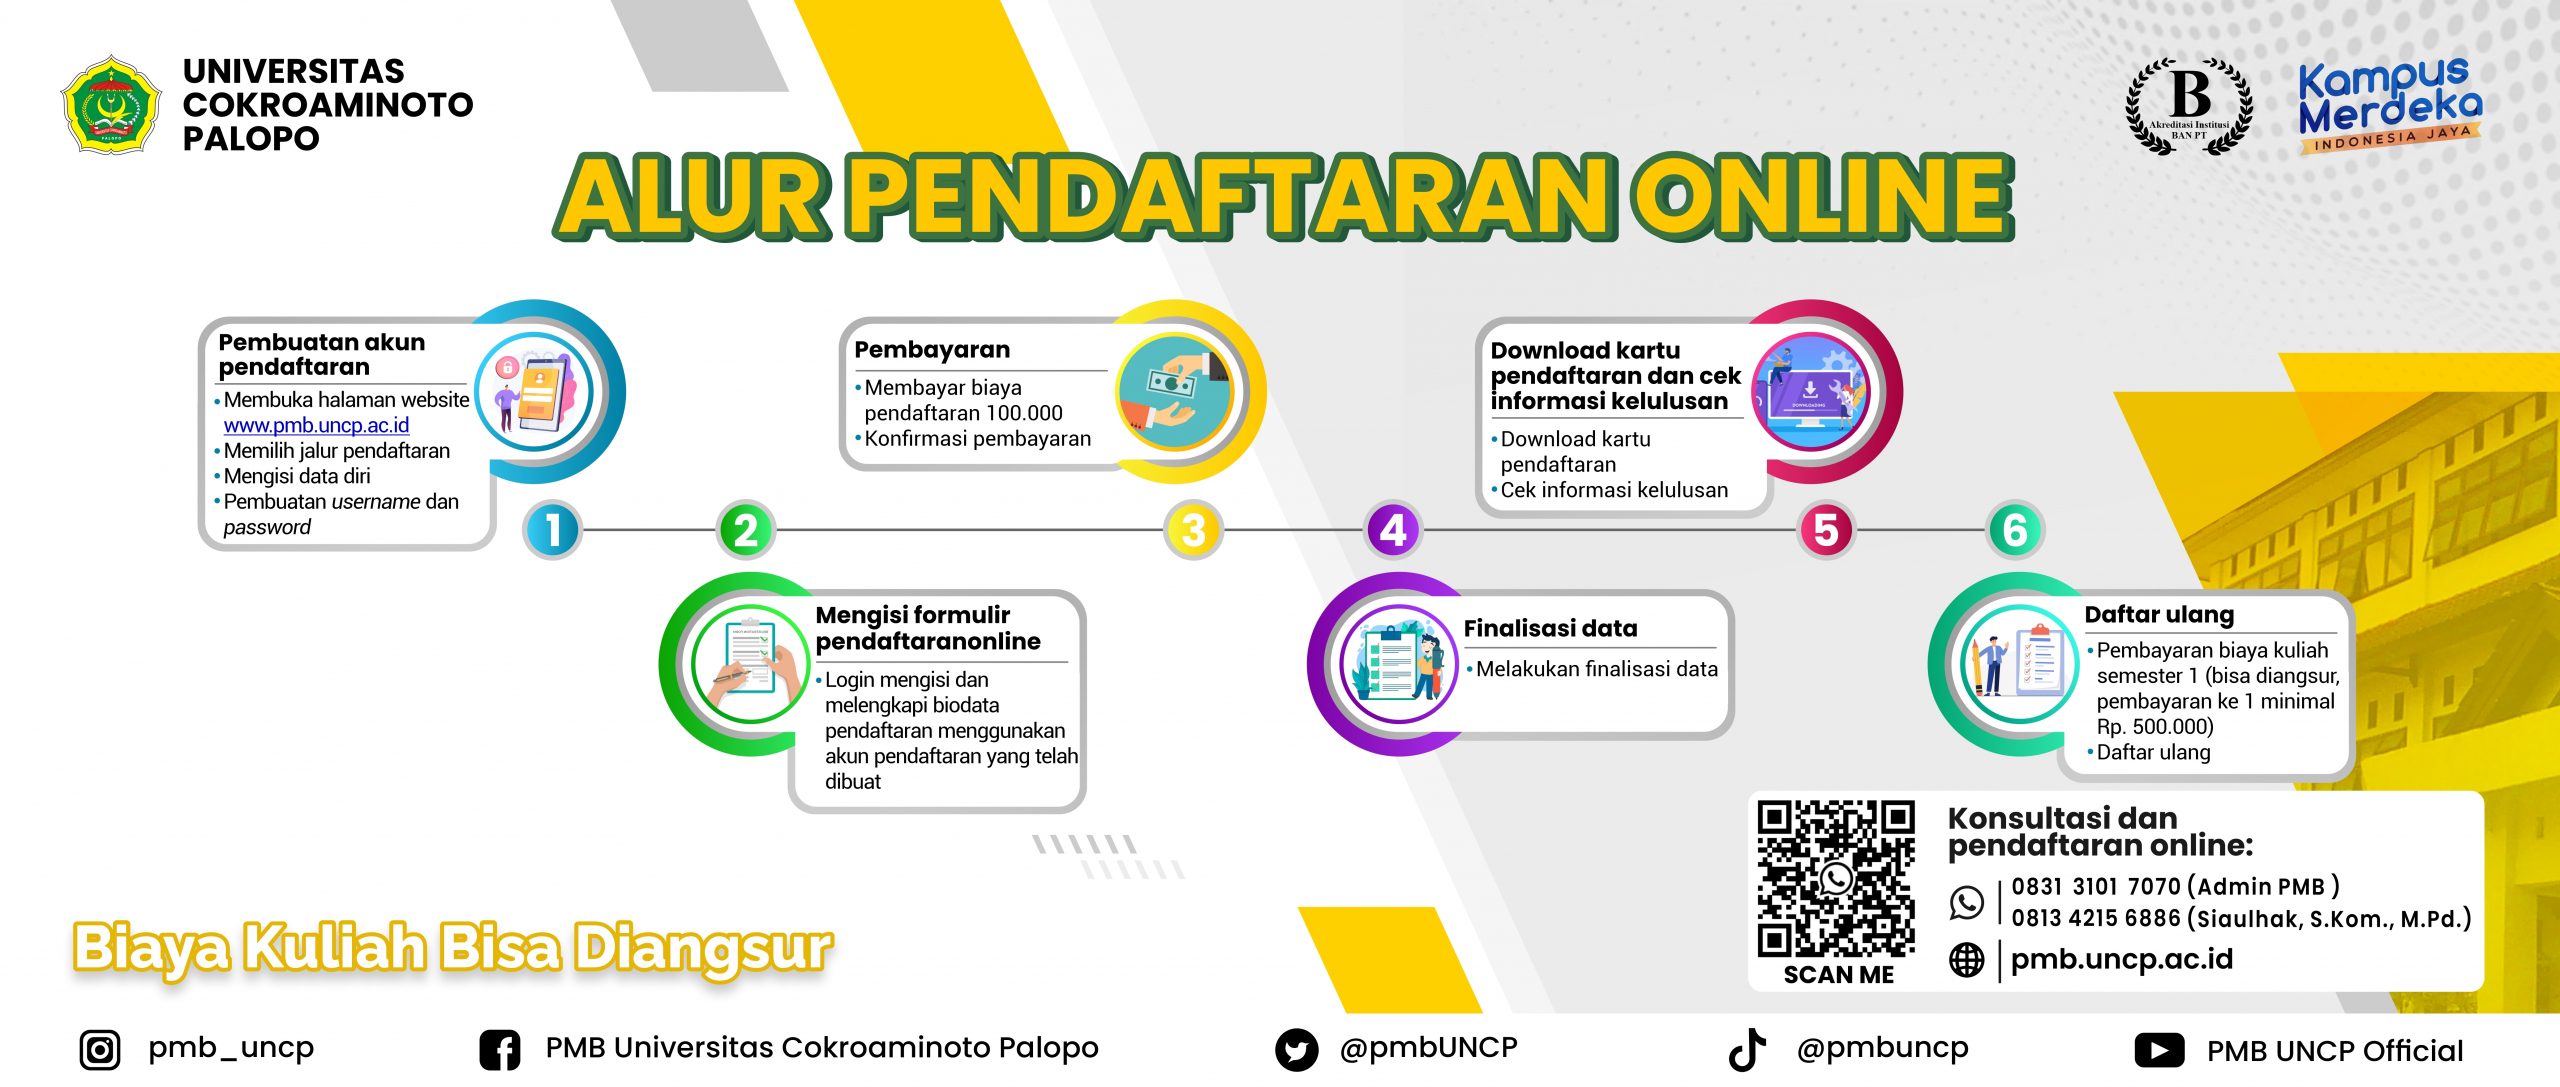 UNIVERSITAS
COKROAMINOTO
PALOPO
B
Akreditasi Institusi
BAN PT
Kampus
Merdeka
INDONESIA JAYA
ALUR PENDAFTARAN ONLINE
Pembuatan akun
pendaftaran
• Membuka halaman website
www.pmb.uncp.ac.id
• Memilih jalur pendaftaran
• Mengisi data diri
• Pembuatan username dan
password
1
2
Mengisi formulir
pendaftaranonline
• Login mengisi dan
melengkapi biodata
pendaftaran menggunakan
akun pendaftaran yang telah
dibuat
Pembayaran
• Membayar biaya
pendaftaran 100.000
• Konfirmasi pembayaran
3
4
Finalisasi data
• Melakukan finalisasi data
Download kartu
pendaftaran dan cek
informasi kelulusan
• Download kartu
pendaftaran
• Cek informasi kelulusan
DOWNLOADING
5
6
Daftar ulang
• Pembayaran biaya kuliah
semester 1 (bisa diangsur,
pembayaran ke 1 minimal
Rp. 500.000)
• Daftar ulang
SCAN ME
Konsultasi dan
pendaftaran online:
0831 3101 7070 (Admin PMB )
0813 4215 6886 (Siaulhak, S.Kom., M.Pd.)
pmb.uncp.ac.id
Biaya Kuliah Bisa Diangsur
pmb_uncp
PMB Universitas Cokroaminoto Palopo
@pmbUNCP
@pmbuncp
PMB UNCP Official